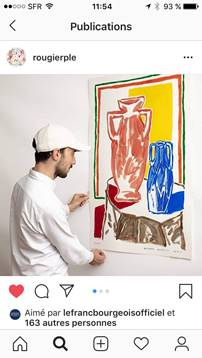 SFR 11:54 93 %
Publications
rougierple
Aimé par lefrancbourgeoisofficiel et
163 autres personnes